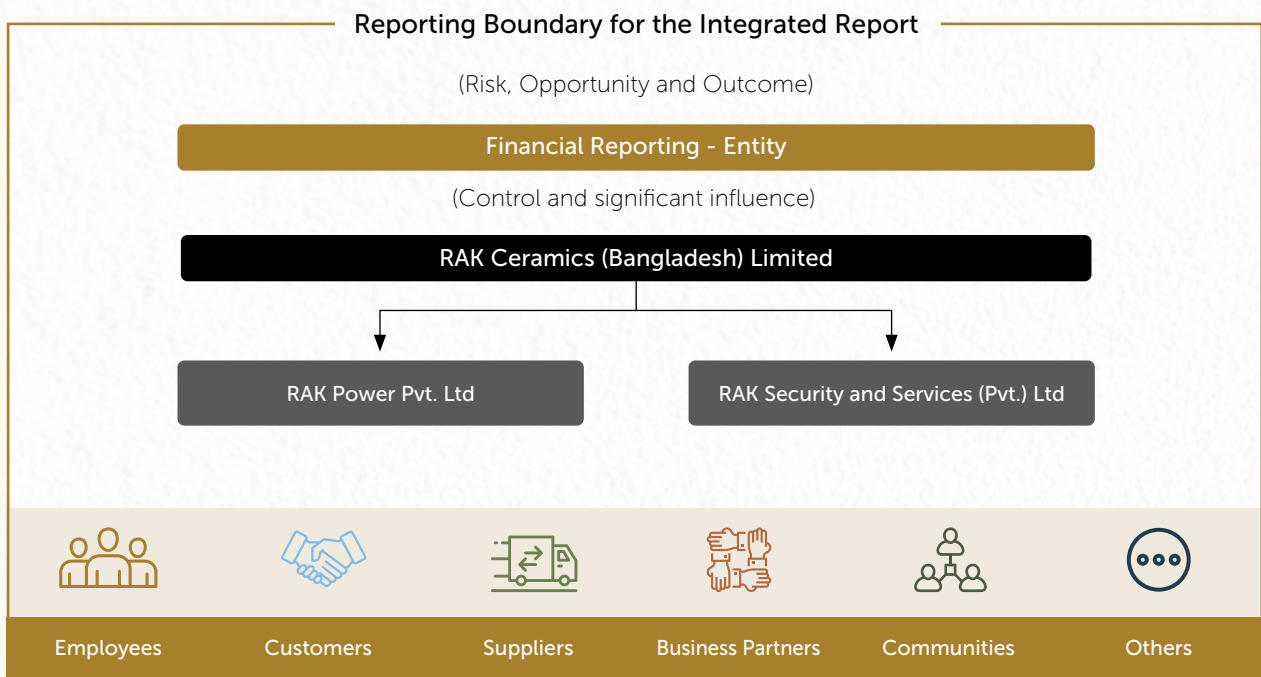 Reporting Boundary for the Integrated Report
(Risk, Opportunity and Outcome)
Financial Reporting - Entity
(Control and significant influence)
RAK Ceramics (Bangladesh) Limited
RAK Power Pvt. Ltd
RAK Security and Services (Pvt.) Ltd
Employees
Customers
Suppliers
Business Partners
Communities
Others